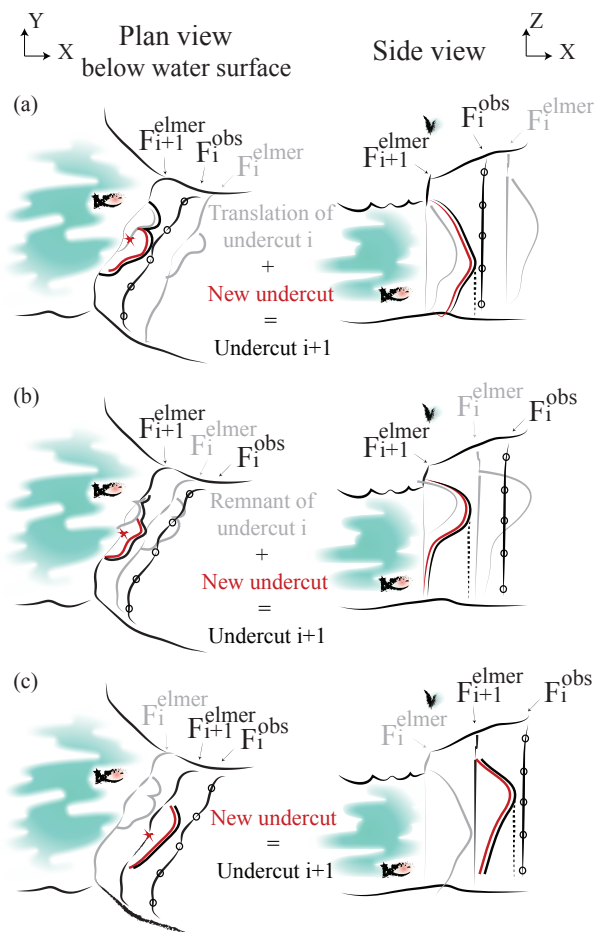 Y
X
Plan view
below water surface
Side view
Z
X
(a)
F_{i+1}^{elmer} F_i^{obs} F_i^{elmer}
Translation of
undercut i
+
New undercut
=
Undercut i+1
F_{i+1}^{elmer} F_i^{obs} F_i^{elmer}
(b)
F_{i+1}^{elmer} F_i^{elmer} F_i^{obs}
Remnant of
undercut i
+
New undercut
=
Undercut i+1
F_{i+1}^{elmer} F_i^{elmer} F_i^{obs}
(c)
F_i^{elmer} F_{i+1}^{elmer} F_i^{obs}
New undercut
=
Undercut i+1
F_i^{elmer} F_{i+1}^{elmer} F_i^{obs}